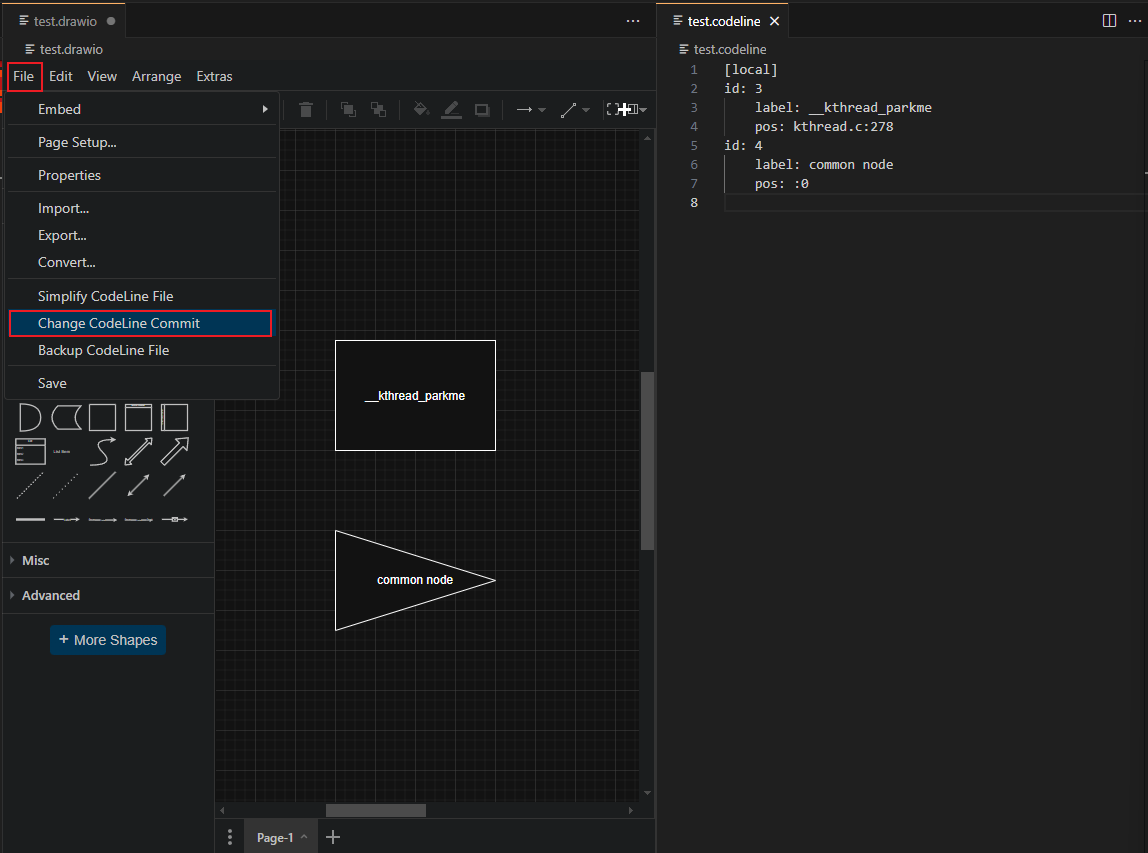 test.drawio
test.drawio
File Edit View Arrange Extras
Embed
Page Setup...
Properties
Import...
Export...
Convert...
Simplify CodeLine File
Change CodeLine Commit
Backup CodeLine File
Save
List Item
Misc
Advanced
+ More Shapes
__kthread_parkme
common node
Page-1
test.codeline
test.codeline
1 [local]
2 id: 3
3 label: __kthread_parkme
4 pos: kthread.c:278
5 id: 4
6 label: common node
7 pos: :0
8